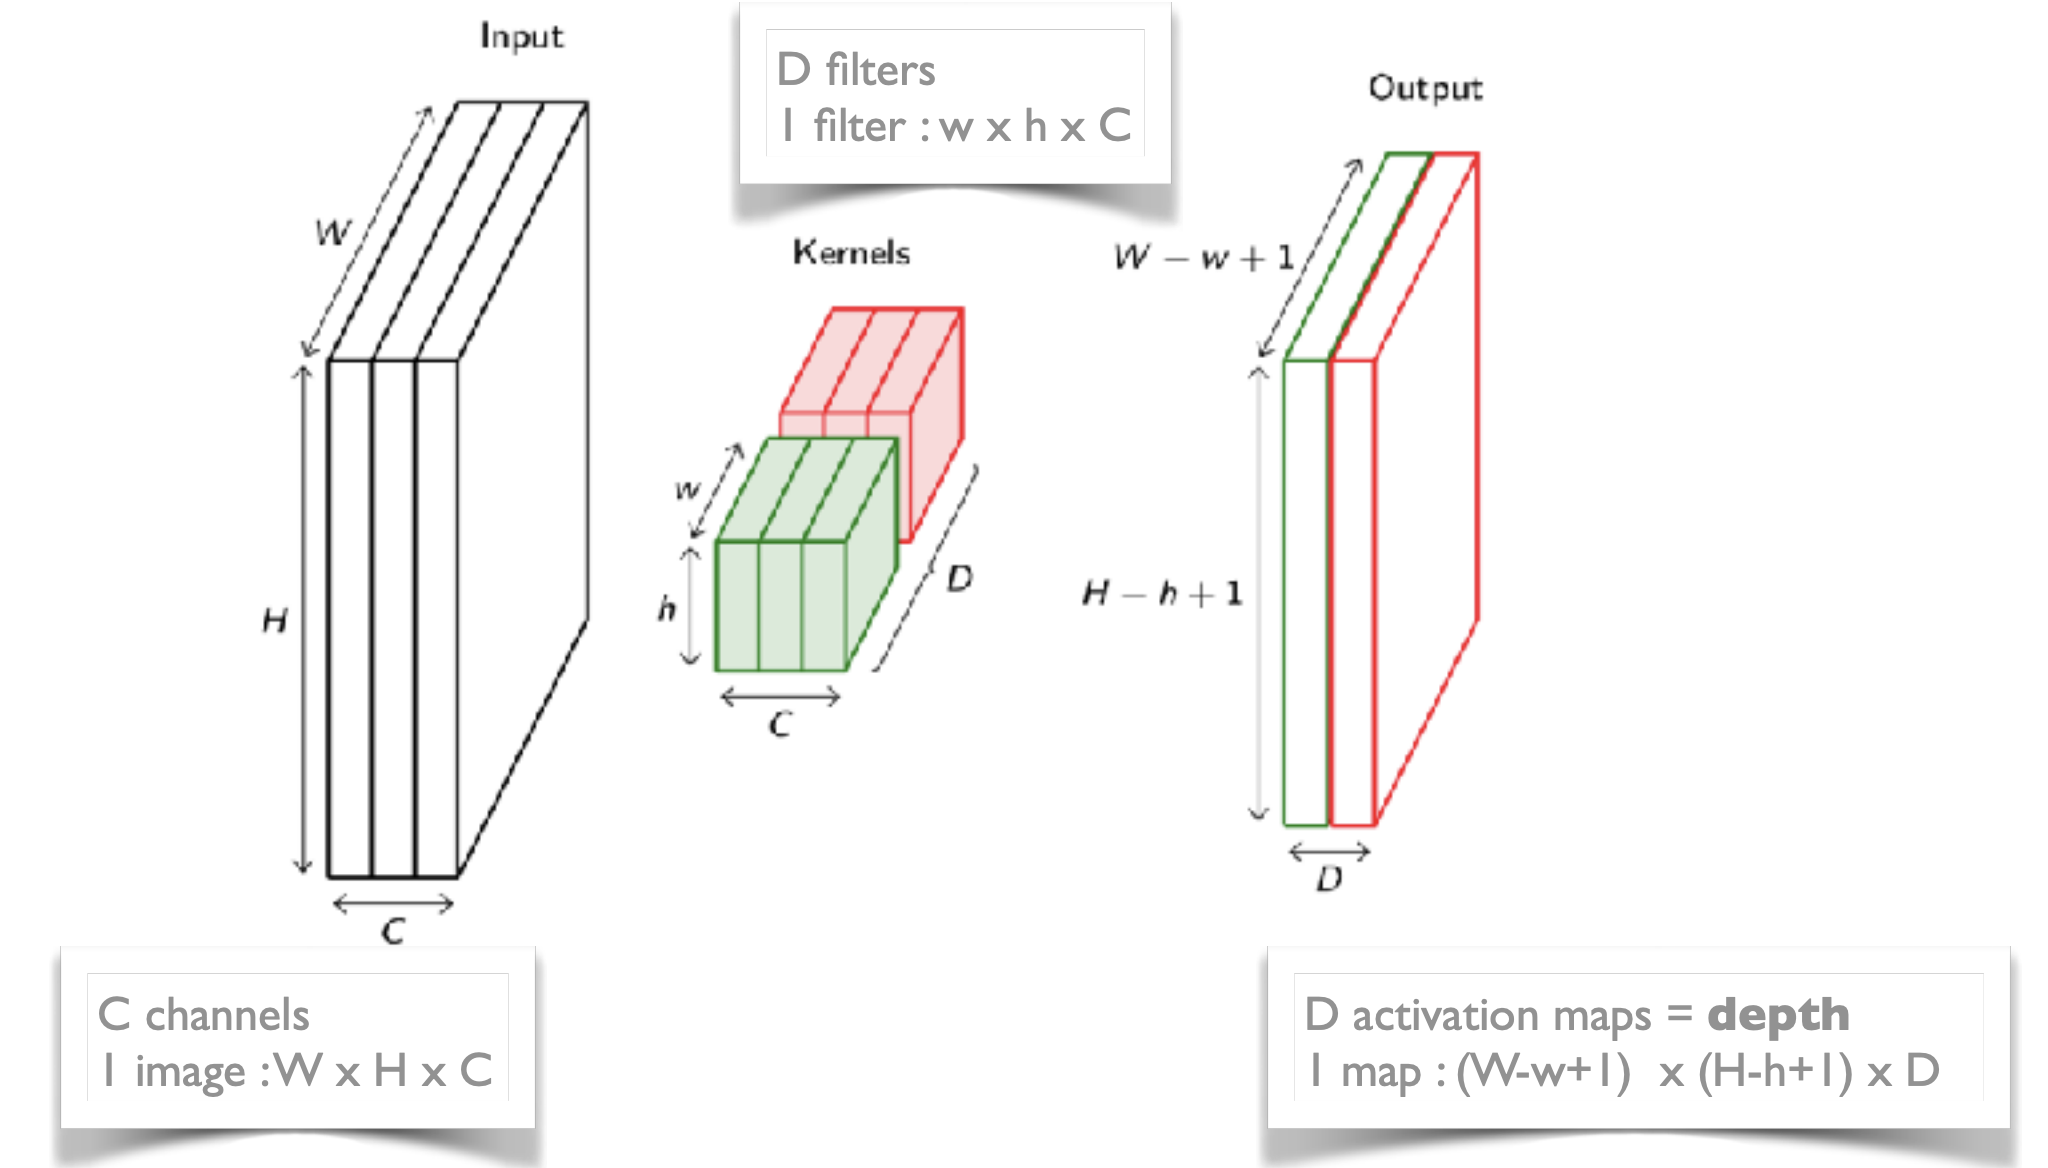 Input
D filters
1 filter : w x h x C
Output
W
Kernels
W − w + 1
w
h
D
C
H
H − h + 1
D
C
C channels
1 image : W x H x C
D activation maps = depth
1 map : (W-w+1) x (H-h+1) x D